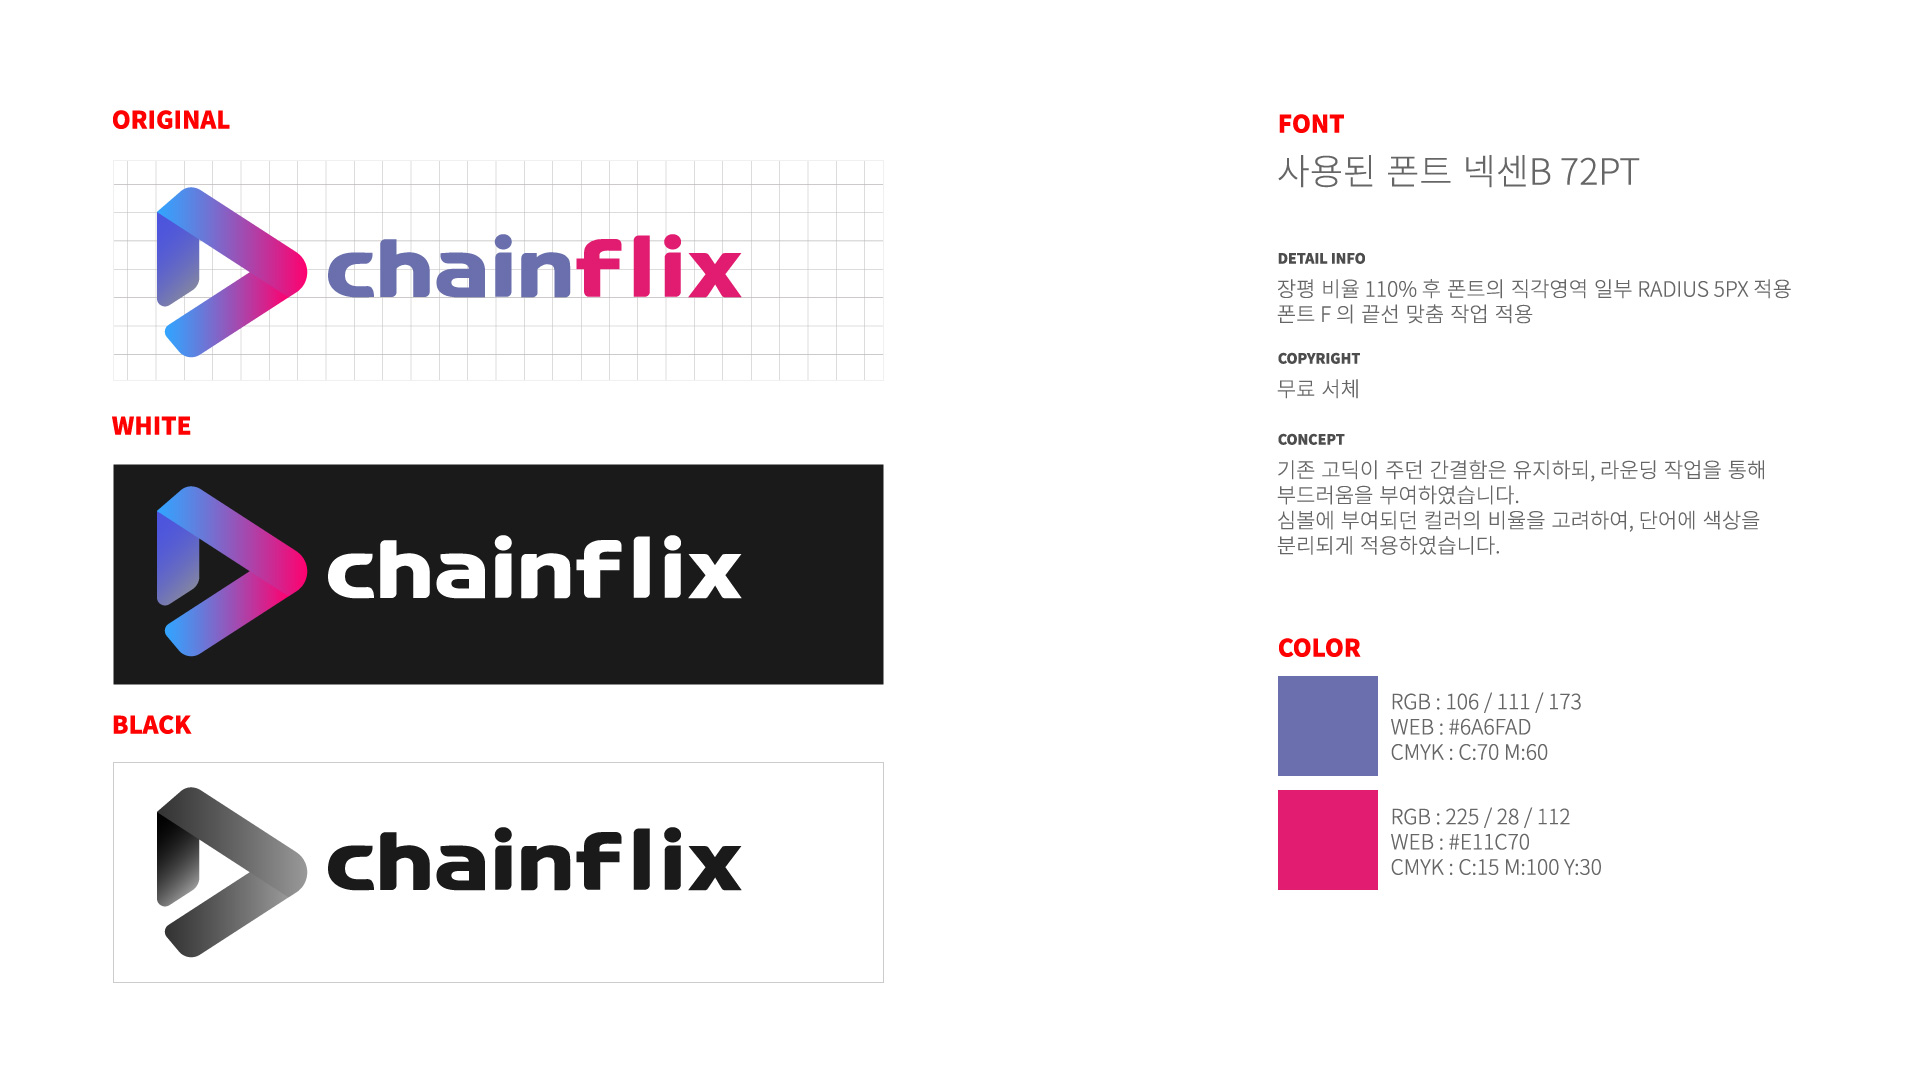 ORIGINAL
chainflix
WHITE
chainflix
BLACK
chainflix
FONT
사용된 폰트 넥센B 72PT
DETAIL INFO
장평 비율 110% 후 폰트의 직각영역 일부 RADIUS 5PX 적용
폰트 F 의 끝선 맞춤 작업 적용
COPYRIGHT
무료 서체
CONCEPT
기존 고딕이 주던 간결함은 유지하되, 라운딩 작업을 통해
부드러움을 부여하였습니다.
심볼에 부여되던 컬러의 비율을 고려하여, 단어에 색상을
분리되게 적용하였습니다.
COLOR
RGB : 106 / 111 / 173
WEB : #6A6FAD
CMYK : C:70 M:60
RGB : 225 / 28 / 112
WEB : #E11C70
CMYK : C:15 M:100 Y:30